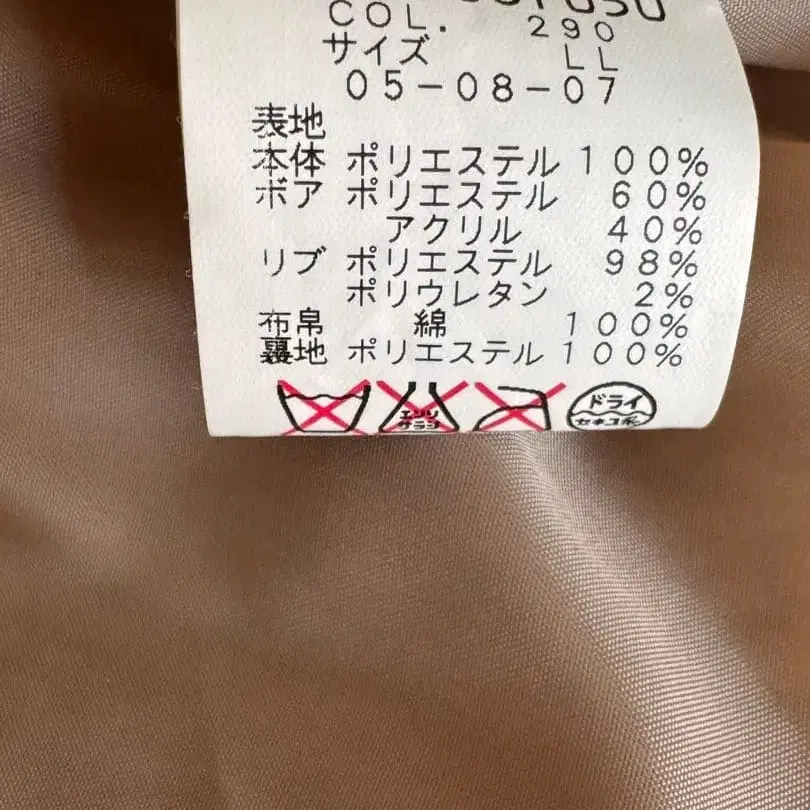 COL. 290
サイズ LL
05-08-07
表地
本体 ポリエステル 100%
ボア ポリエステル 60%
アクリル 40%
リブ ポリエステル 98%
ポリウレタン 2%
布帛 綿 100%
裏地 ポリエステル 100%
エンソ サラシ ドライ
セキユ系